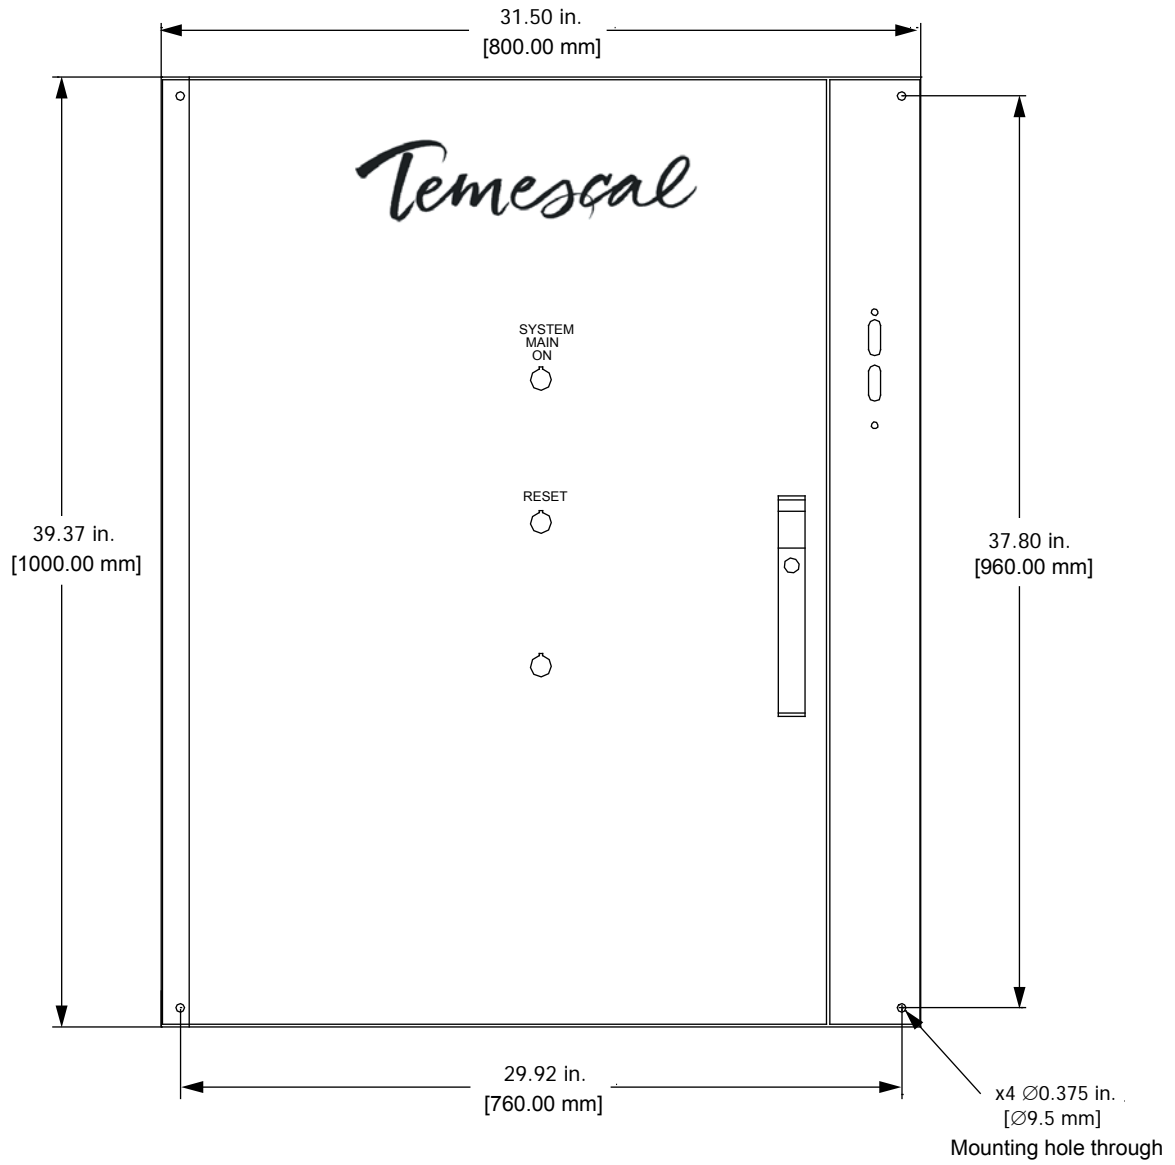 31.50 in.
[800.00 mm]
Temescal
SYSTEM
MAIN
ON
RESET
39.37 in.
[1000.00 mm]
37.80 in.
[960.00 mm]
29.92 in.
[760.00 mm]
x4 ∅0.375 in.
[∅9.5 mm]
Mounting hole through